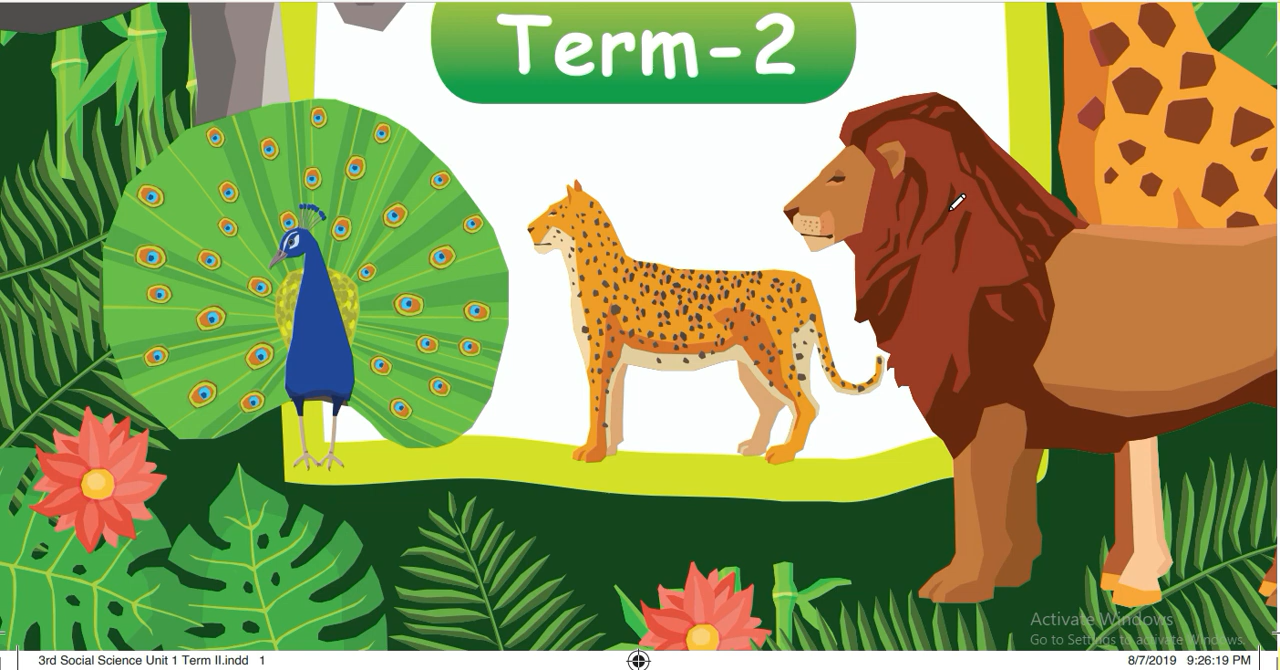 Term-2
Activate Windows
Go to Settings to activate Windows.
3rd Social Science Unit 1 Term II.indd 1 8/7/2019 9:26:19 PM